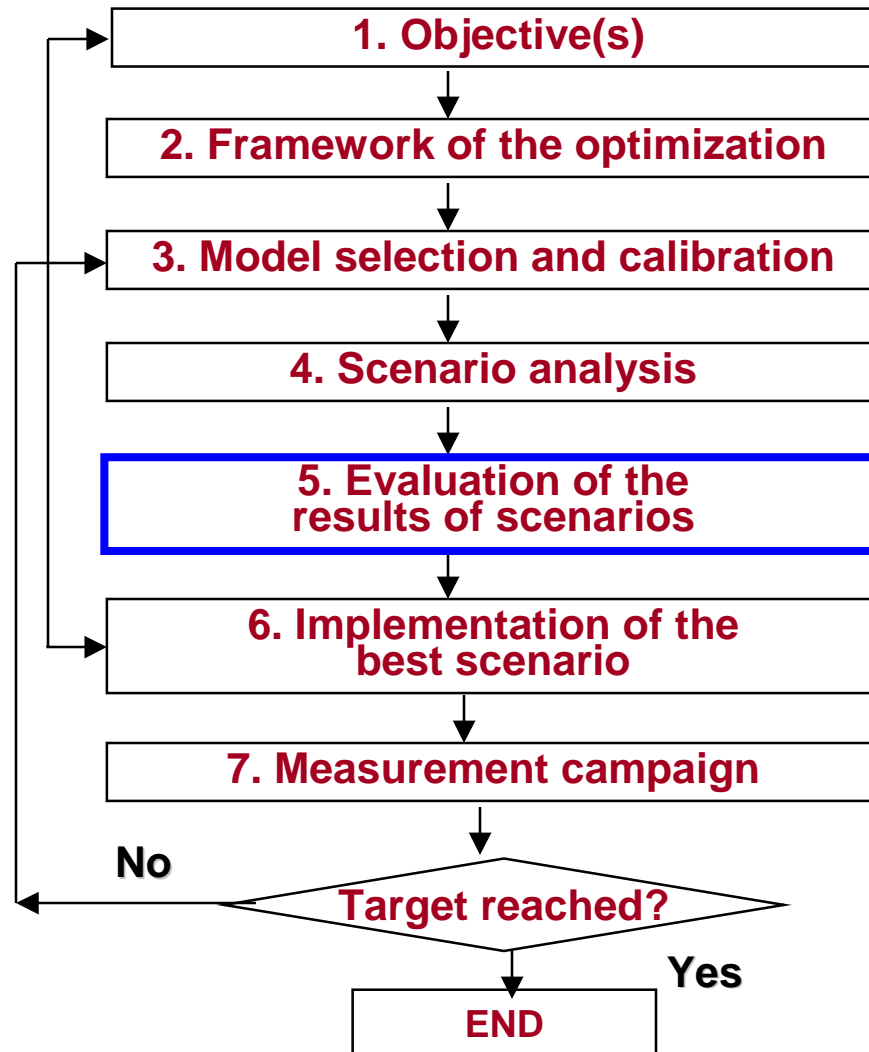 1. Objective(s)
2. Framework of the optimization
3. Model selection and calibration
4. Scenario analysis
5. Evaluation of the
results of scenarios
6. Implementation of the
best scenario
7. Measurement campaign
No
Target reached?
Yes
END